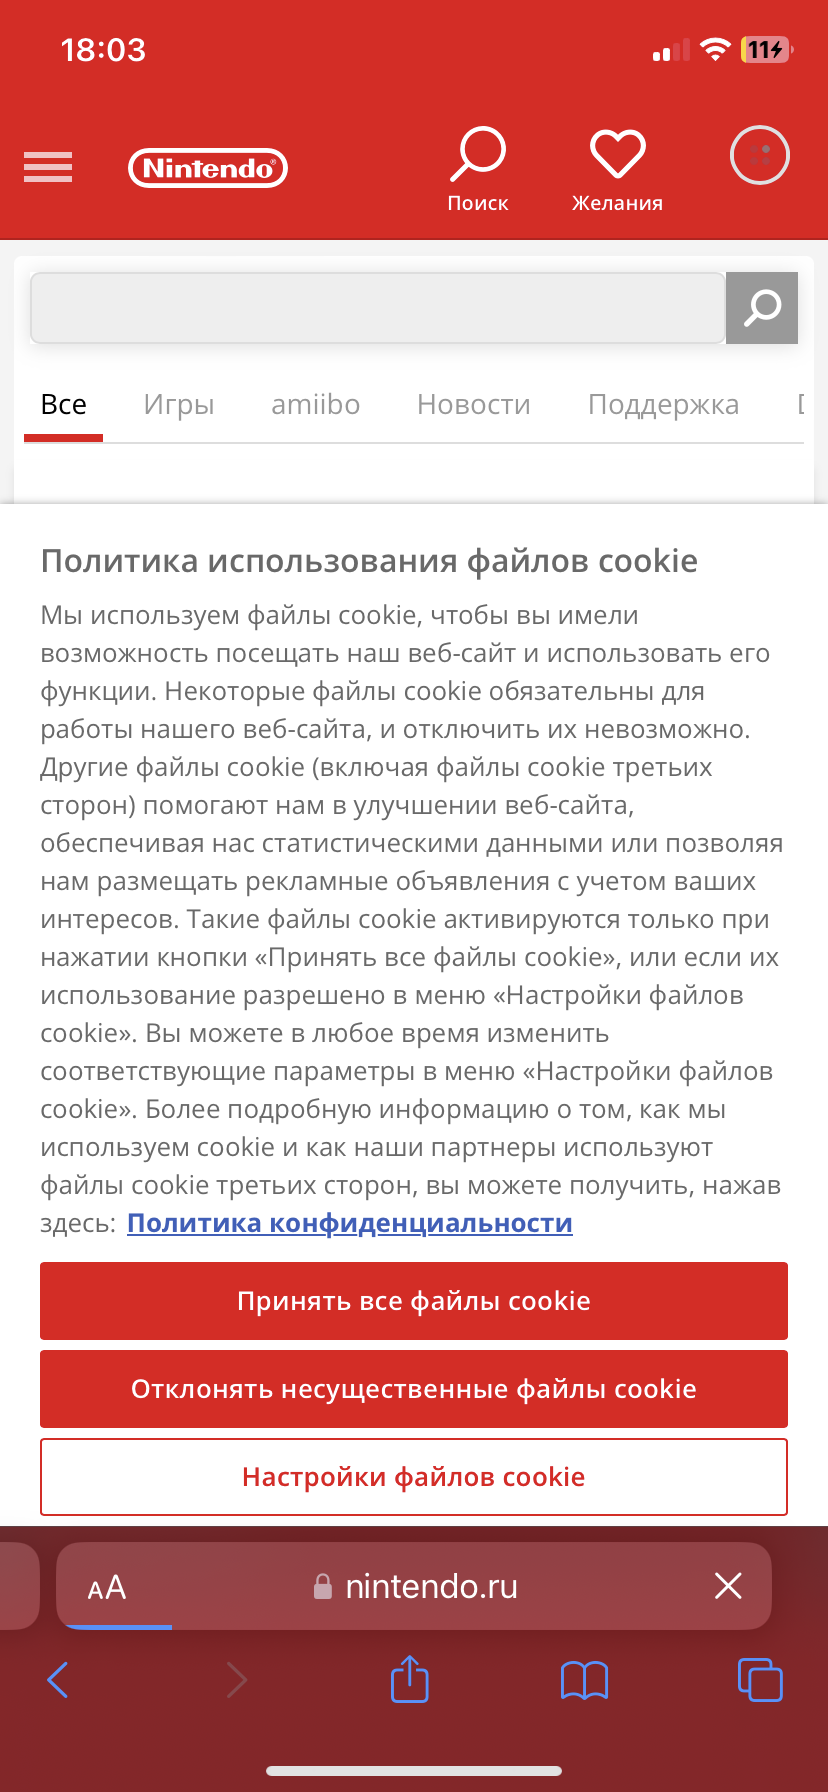 18:03
11
Nintendo
Поиск
Желания
Все Игры amiibo Новости Поддержка
Политика использования файлов cookie
Мы используем файлы cookie, чтобы вы имели
возможность посещать наш веб-сайт и использовать его
функции. Некоторые файлы cookie обязательны для
работы нашего веб-сайта, и отключить их невозможно.
Другие файлы cookie (включая файлы cookie третьих
сторон) помогают нам в улучшении веб-сайта,
обеспечивая нас статистическими данными или позволяя
нам размещать рекламные объявления с учетом ваших
интересов. Такие файлы cookie активируются только при
нажатии кнопки «Принять все файлы cookie», или если их
использование разрешено в меню «Настройки файлов
cookie». Вы можете в любое время изменить
соответствующие параметры в меню «Настройки файлов
cookie». Более подробную информацию о том, как мы
используем cookie и как наши партнеры используют
файлы cookie третьих сторон, вы можете получить, нажав
здесь: Политика конфиденциальности
Принять все файлы cookie
Отклонять несущественные файлы cookie
Настройки файлов cookie
AA nintendo.ru